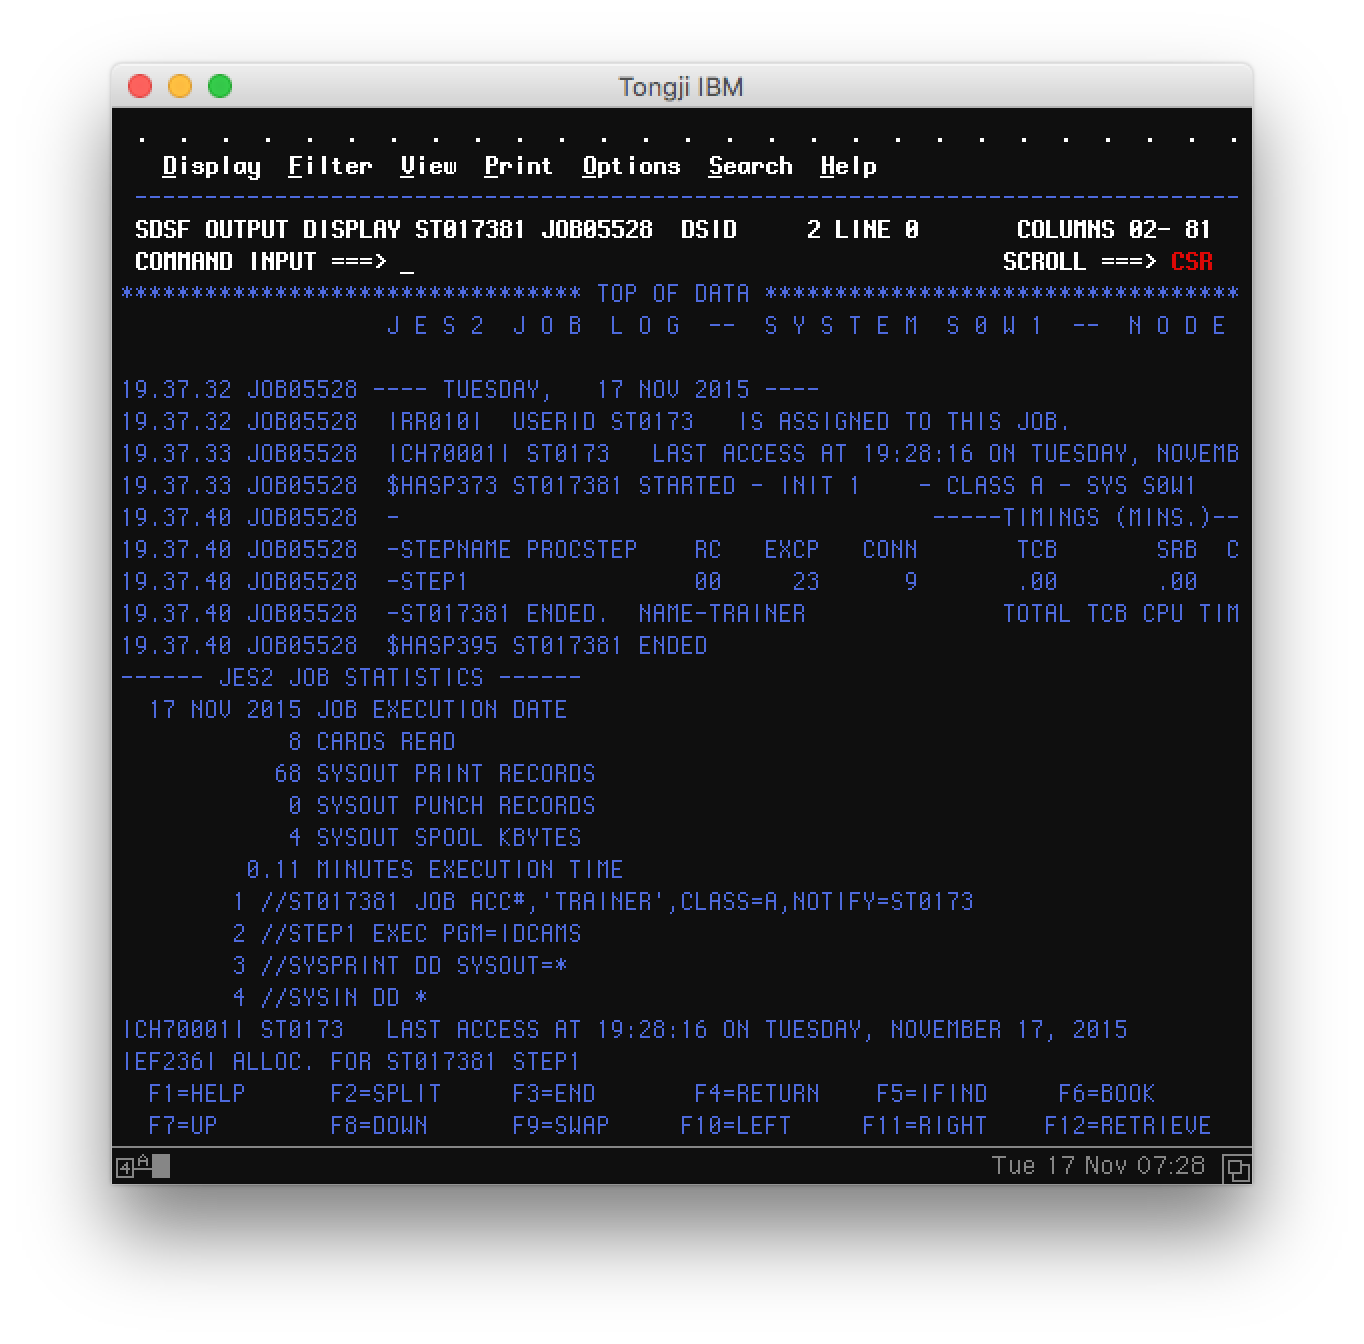 Tongji IBM
. . . . . . . . . . . . . . . . . . . . . . . . . . .
Display Filter View Print Options Search Help
-------------------------------------------------------------------------------
SDSF OUTPUT DISPLAY ST017381 JOB05528  DSID     2 LINE 0       COLUMNS 02- 81
COMMAND INPUT ===> _                                          SCROLL ===> CSR
********************************* TOP OF DATA **********************************
                   J E S 2  J O B  L O G  --  S Y S T E M  S 0 W 1  --  N O D E
19.37.32 JOB05528 ---- TUESDAY,   17 NOV 2015 ----
19.37.32 JOB05528  IRR010I  USERID ST0173   IS ASSIGNED TO THIS JOB.
19.37.33 JOB05528  ICH70001I ST0173   LAST ACCESS AT 19:28:16 ON TUESDAY, NOVEMB
19.37.33 JOB05528  $HASP373 ST017381 STARTED - INIT 1    - CLASS A - SYS S0W1
19.37.40 JOB05528  -                                      -----TIMINGS (MINS.)--
19.37.40 JOB05528  -STEPNAME PROCSTEP    RC   EXCP   CONN       TCB       SRB  C
19.37.40 JOB05528  -STEP1                00     23      9       .00       .00
19.37.40 JOB05528  -ST017381 ENDED.  NAME-TRAINER              TOTAL TCB CPU TIM
19.37.40 JOB05528  $HASP395 ST017381 ENDED
------ JES2 JOB STATISTICS ------
  17 NOV 2015 JOB EXECUTION DATE
            8 CARDS READ
           68 SYSOUT PRINT RECORDS
            0 SYSOUT PUNCH RECORDS
            4 SYSOUT SPOOL KBYTES
         0.11 MINUTES EXECUTION TIME
        1 //ST017381 JOB ACC#,'TRAINER',CLASS=A,NOTIFY=ST0173
        2 //STEP1 EXEC PGM=IDCAMS
        3 //SYSPRINT DD SYSOUT=*
        4 //SYSIN DD *
ICH70001I ST0173   LAST ACCESS AT 19:28:16 ON TUESDAY, NOVEMBER 17, 2015
IEF236I ALLOC. FOR ST017381 STEP1
  F1=HELP      F2=SPLIT     F3=END       F4=RETURN    F5=IFIND     F6=BOOK
  F7=UP        F8=DOWN      F9=SWAP     F10=LEFT     F11=RIGHT    F12=RETRIEVE
4 A Tue 17 Nov 07:28